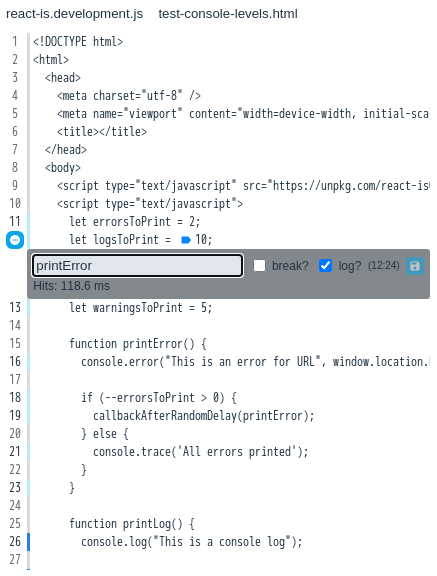 react-is.development.js test-console-levels.html
1 <!DOCTYPE html>
2 <html>
3 <head>
4 <meta charset="utf-8" />
5 <meta name="viewport" content="width=device-width, initial-sca
6 <title></title>
7 </head>
8 <body>
9 <script type="text/javascript" src="https://unpkg.com/react-is
10 <script type="text/javascript">
11 let errorsToPrint = 2;
let logsToPrint = 10;
printError break? log? (12:24)
Hits: 118.6 ms
13 let warningsToPrint = 5;
14
15 function printError() {
16 console.error("This is an error for URL", window.location.
17
18 if (--errorsToPrint > 0) {
19 callbackAfterRandomDelay(printError);
20 } else {
21 console.trace('All errors printed');
22 }
23 }
24
25 function printLog() {
26 console.log("This is a console log");
27